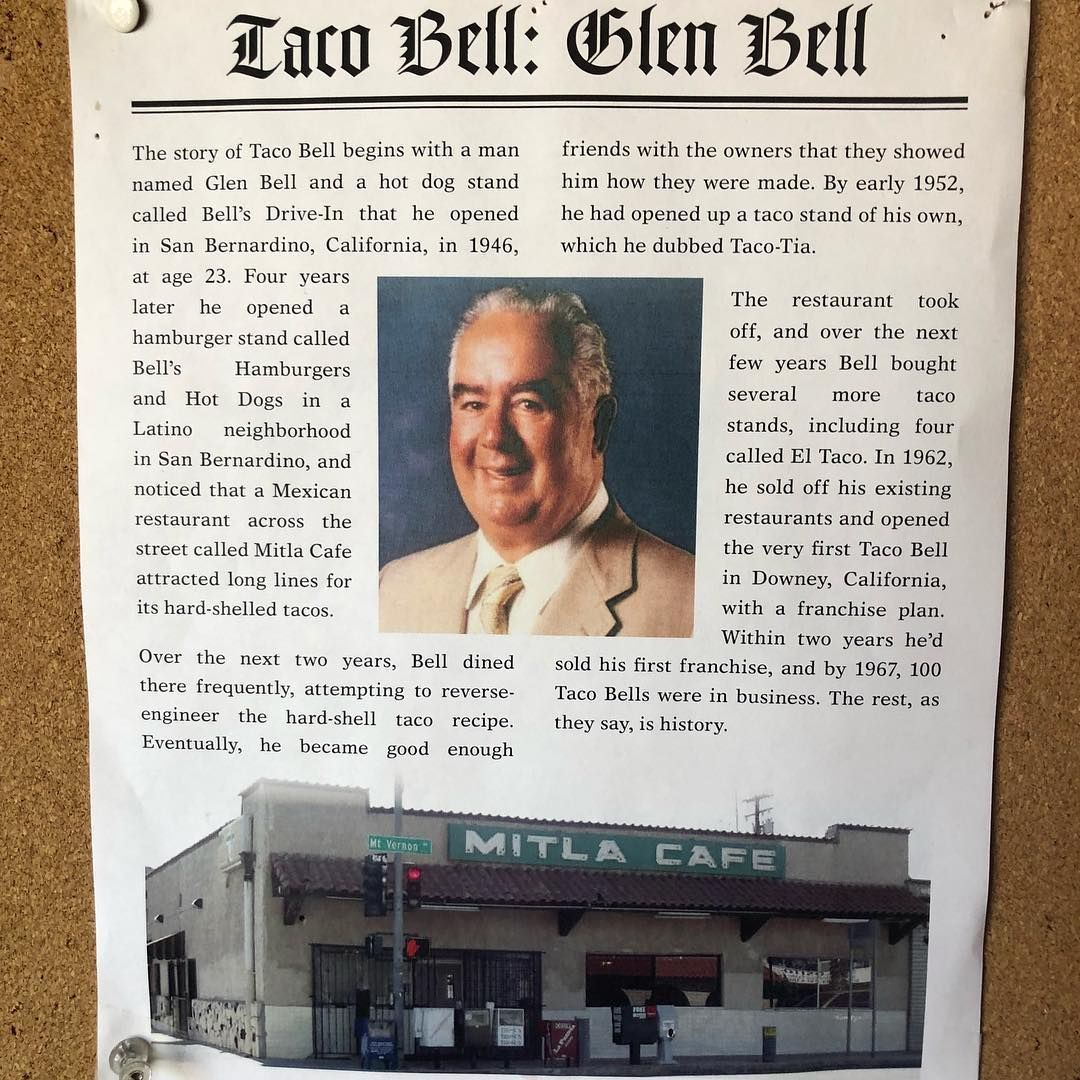 Taco Bell: Glen Bell
The story of Taco Bell begins with a man
named Glen Bell and a hot dog stand
called Bell's Drive-In that he opened
in San Bernardino, California, in 1946,
at age 23. Four years
later he opened a
hamburger stand called
Bell's Hamburgers
and Hot Dogs in a
Latino neighborhood
in San Bernardino, and
noticed that a Mexican
restaurant across the
street called Mitla Cafe
attracted long lines for
its hard-shelled tacos.
Over the next two years, Bell dined
there frequently, attempting to reverse-
engineer the hard-shell taco recipe.
Eventually, he became good enough
friends with the owners that they showed
him how they were made. By early 1952,
he had opened up a taco stand of his own,
which he dubbed Taco-Tia.
The restaurant took
off, and over the next
few years Bell bought
several more taco
stands, including four
called El Taco. In 1962,
he sold off his existing
restaurants and opened
the very first Taco Bell
in Downey, California,
with a franchise plan.
Within two years he'd
sold his first franchise, and by 1967, 100
Taco Bells were in business. The rest, as
they say, is history.
Mt Vernon
MITLA CAFE